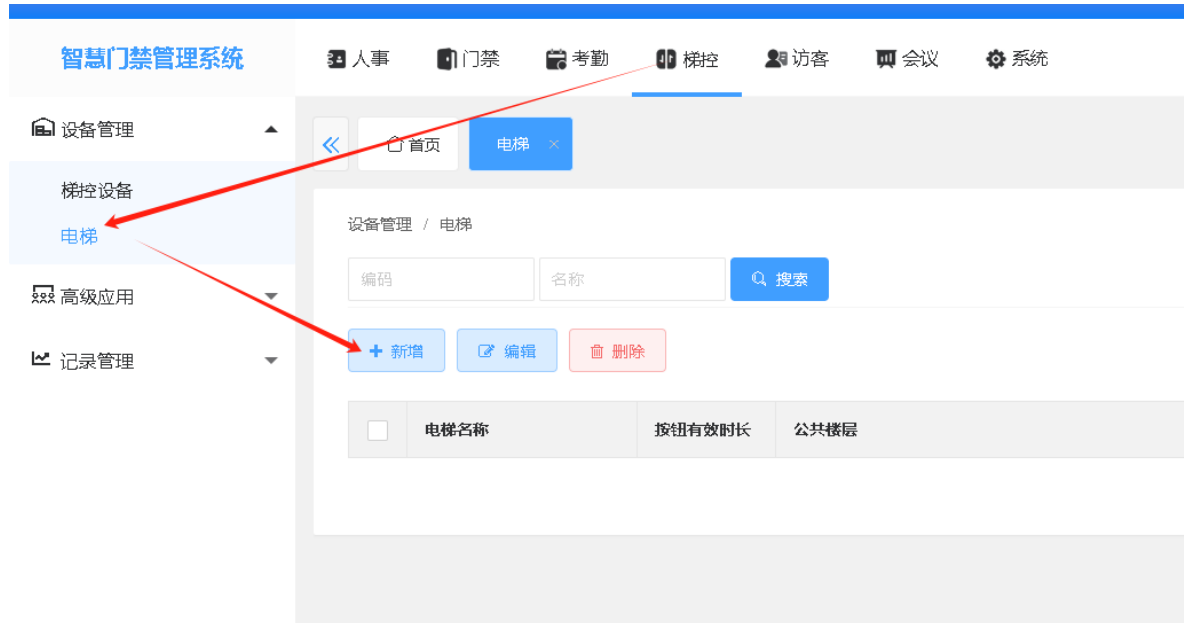 智慧门禁管理系统
人事 门禁 考勤 梯控 访客 会议 系统
设备管理
首页 电梯 ×
梯控设备
电梯
设备管理 / 电梯
编码 名称 搜索
高级应用
+ 新增 编辑 删除
记录管理
电梯名称 按钮有效时长 公共楼层